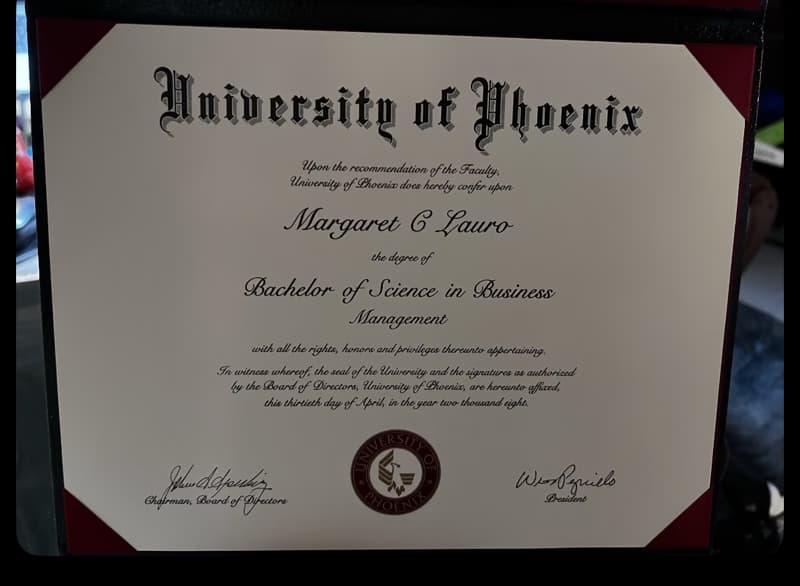 University of Phoenix
Upon the recommendation of the Faculty,
University of Phoenix does hereby confer upon
Margaret C Lauro
the degree of
Bachelor of Science in Business
Management
with all the rights, honors and privileges thereunto appertaining.
In witness whereof, the seal of the University and the signatures as authorized
by the Board of Directors, University of Phoenix, are hereunto affixed,
this thirtieth day of April, in the year two thousand eight.
UNIVERSITY OF PHOENIX
Chairman, Board of Directors
President